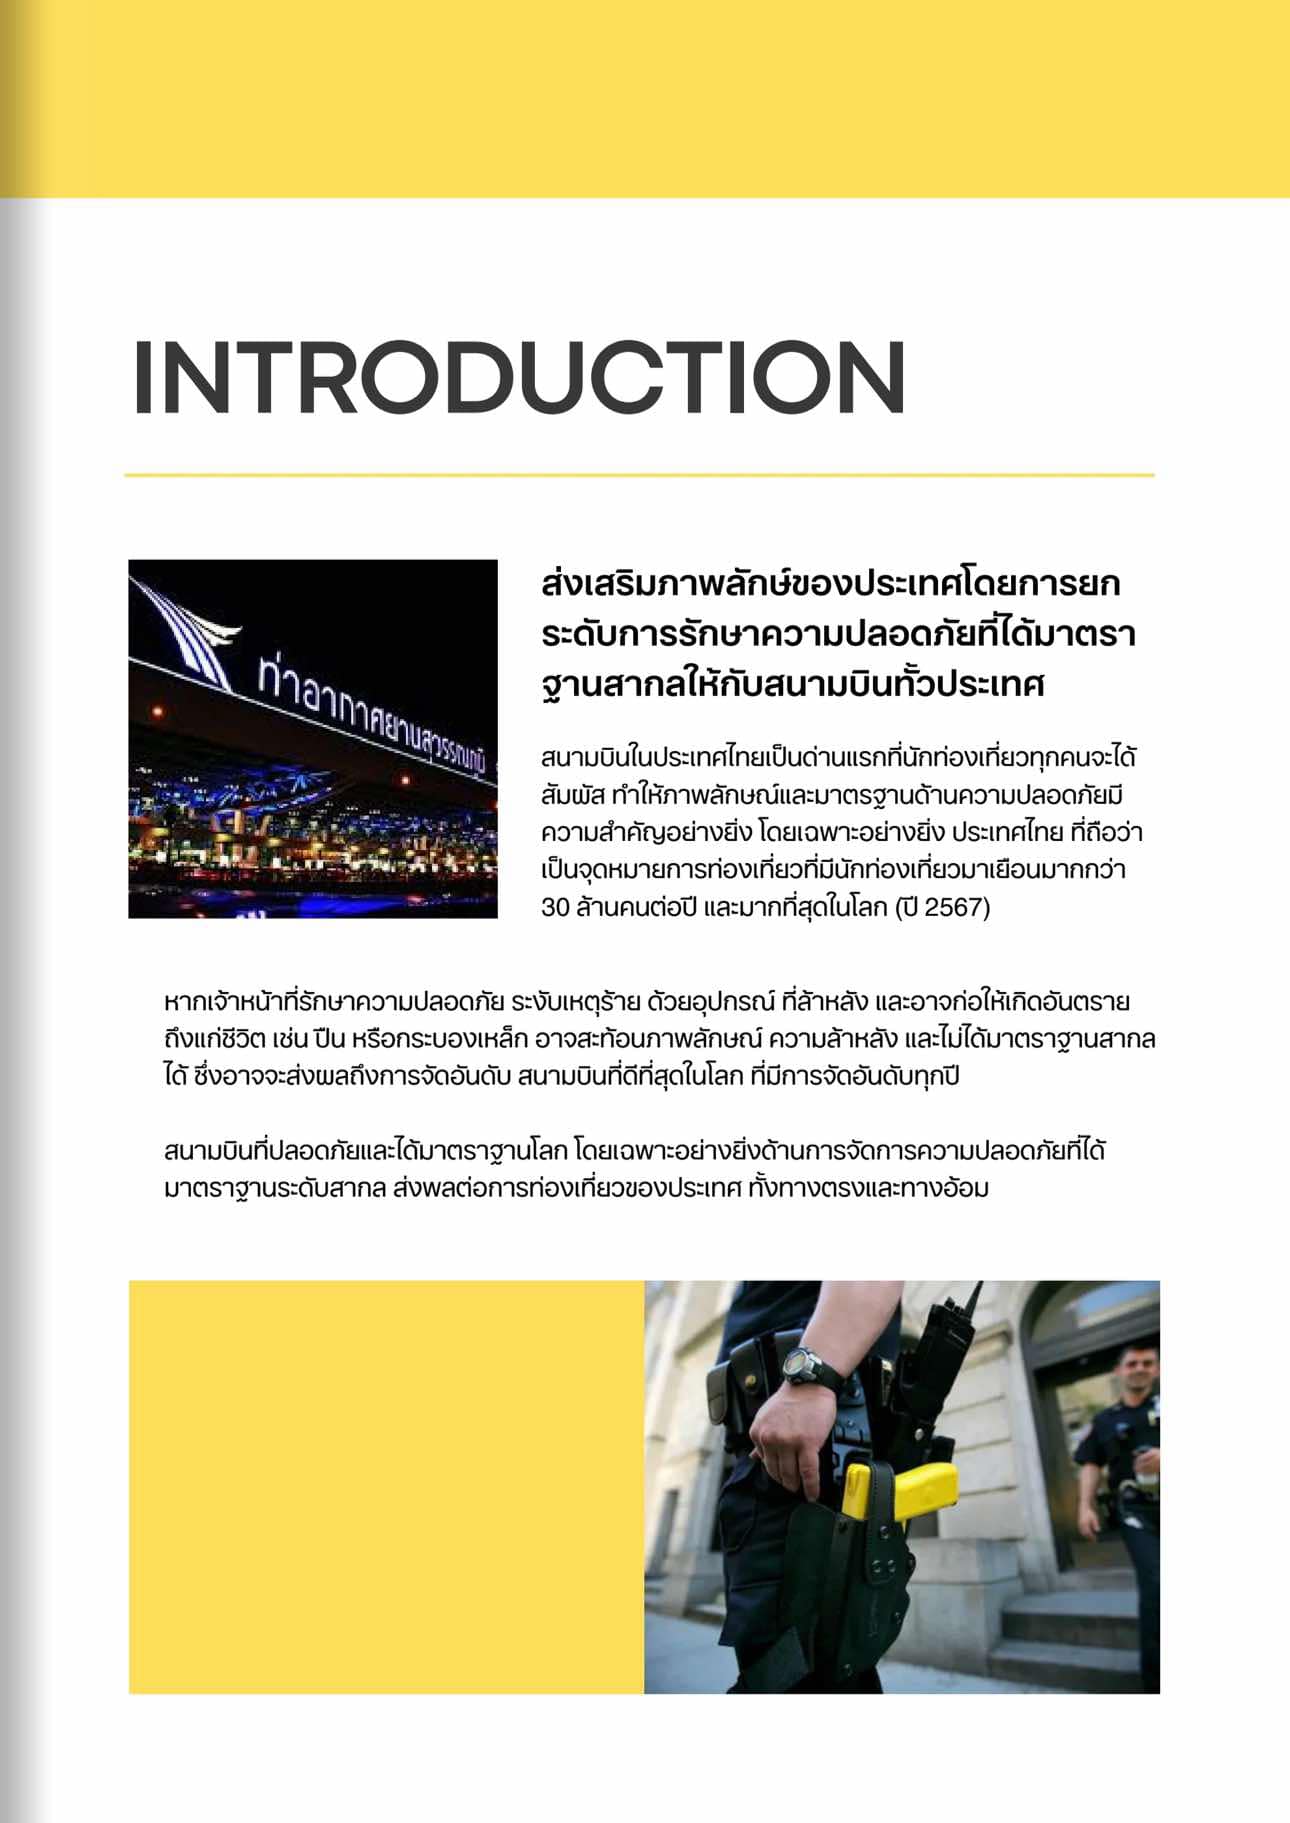 INTRODUCTION
ท่าอากาศยานสุวรรณภูมิ
ส่งเสริมภาพลักษ์ของประเทศโดยการยก
ระดับการรักษาความปลอดภัยที่ได้มาตรา
ฐานสากลให้กับสนามบินทั้วประเทศ
สนามบินในประเทศไทยเป็นด่านแรกที่นักท่องเที่ยวทุกคนจะได้
สัมผัส ทำให้ภาพลักษณ์และมาตรฐานด้านความปลอดภัยมี
ความสำคัญอย่างยิ่ง โดยเฉพาะอย่างยิ่ง ประเทศไทย ที่ถือว่า
เป็นจุดหมายการท่องเที่ยวที่มีนักท่องเที่ยวมาเยือนมากกว่า
30 ล้านคนต่อปี และมากที่สุดในโลก (ปี 2567)
หากเจ้าหน้าที่รักษาความปลอดภัย ระงับเหตุร้าย ด้วยอุปกรณ์ ที่ล้าหลัง และอาจก่อให้เกิดอันตราย
ถึงแก่ชีวิต เช่น ปืน หรือกระบองเหล็ก อาจสะท้อนภาพลักษณ์ ความล้าหลัง และไม่ได้มาตราฐานสากล
ได้ ซึ่งอาจจะส่งผลถึงการจัดอันดับ สนามบินที่ดีที่สุดในโลก ที่มีการจัดอันดับทุกปี
สนามบินที่ปลอดภัยและได้มาตราฐานโลก โดยเฉพาะอย่างยิ่งด้านการจัดการความปลอดภัยที่ได้
มาตราฐานระดับสากล ส่งพลต่อการท่องเที่ยวของประเทศ ทั้งทางตรงและทางอ้อม